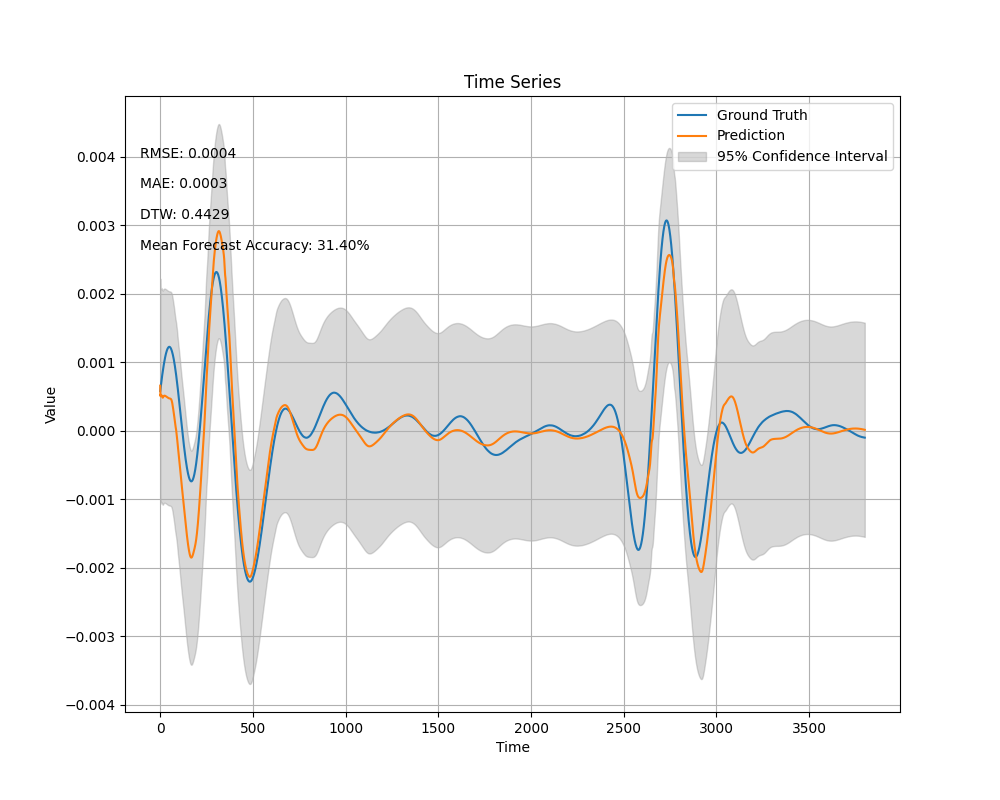 Time Series
Ground Truth
Prediction
95% Confidence Interval
RMSE: 0.0004
MAE: 0.0003
DTW: 0.4429
Mean Forecast Accuracy: 31.40%
0.004
0.003
0.002
0.001
0.000
−0.001
−0.002
−0.003
−0.004
Value
0 500 1000 1500 2000 2500 3000 3500
Time